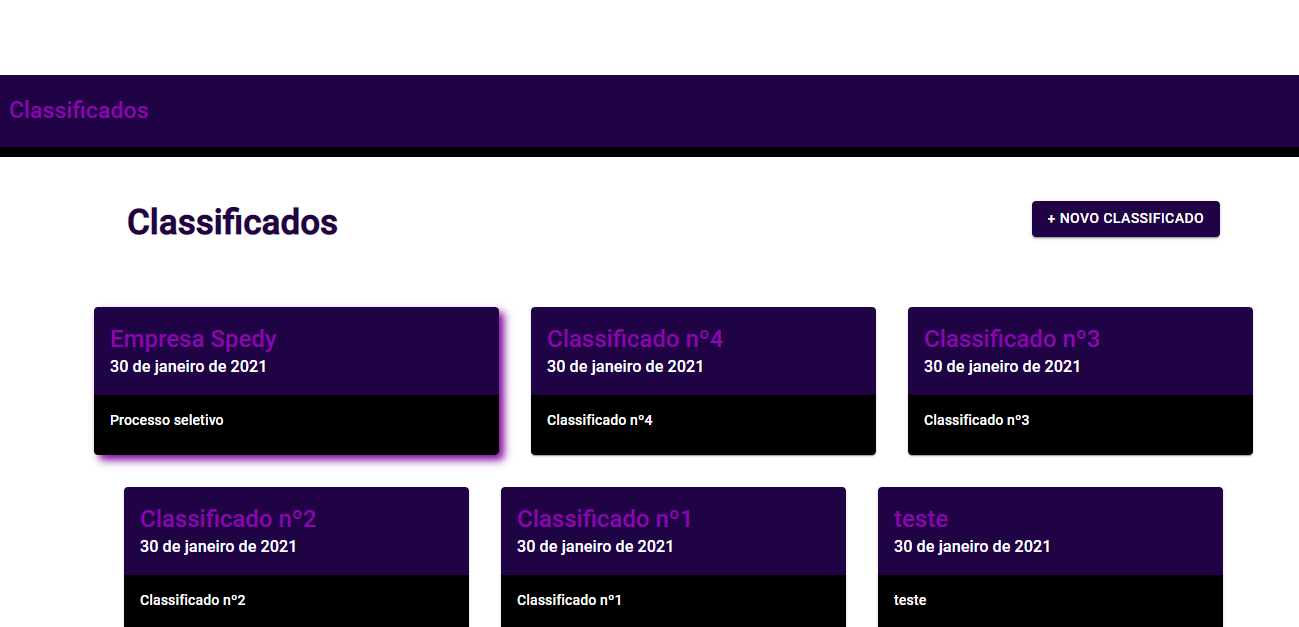 Classificados
Classificados
+ NOVO CLASSIFICADO
Empresa Spedy
30 de janeiro de 2021
Processo seletivo
Classificado nº4
30 de janeiro de 2021
Classificado nº4
Classificado nº3
30 de janeiro de 2021
Classificado nº3
Classificado nº2
30 de janeiro de 2021
Classificado nº2
Classificado nº1
30 de janeiro de 2021
Classificado nº1
teste
30 de janeiro de 2021
teste